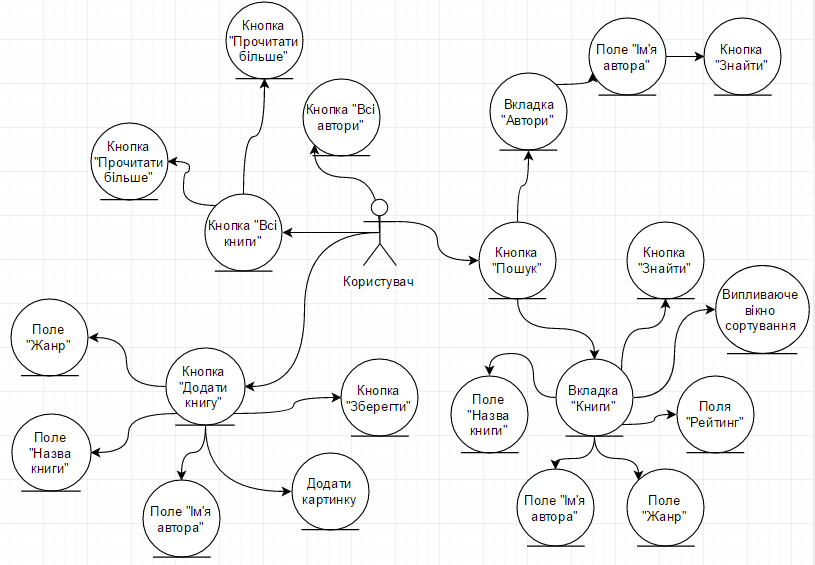 Кнопка
"Прочитати
більше"
Кнопка "Всі
автори"
Поле "Ім'я
автора"
Кнопка
"Знайти"
Вкладка
"Автори"
Кнопка
"Прочитати
більше"
Кнопка "Всі
книги"
Користувач
Кнопка
"Пошук"
Кнопка
"Знайти"
Випливаюче
вікно
сортування
Поле
"Жанр"
Кнопка
"Додати
книгу"
Кнопка
"Зберегти"
Поле
"Назва
книги"
Вкладка
"Книги"
Поля
"Рейтинг"
Поле
"Назва
книги"
Поле "Ім'я
автора"
Додати
картинку
Поле "Ім'я
автора"
Поле
"Жанр"